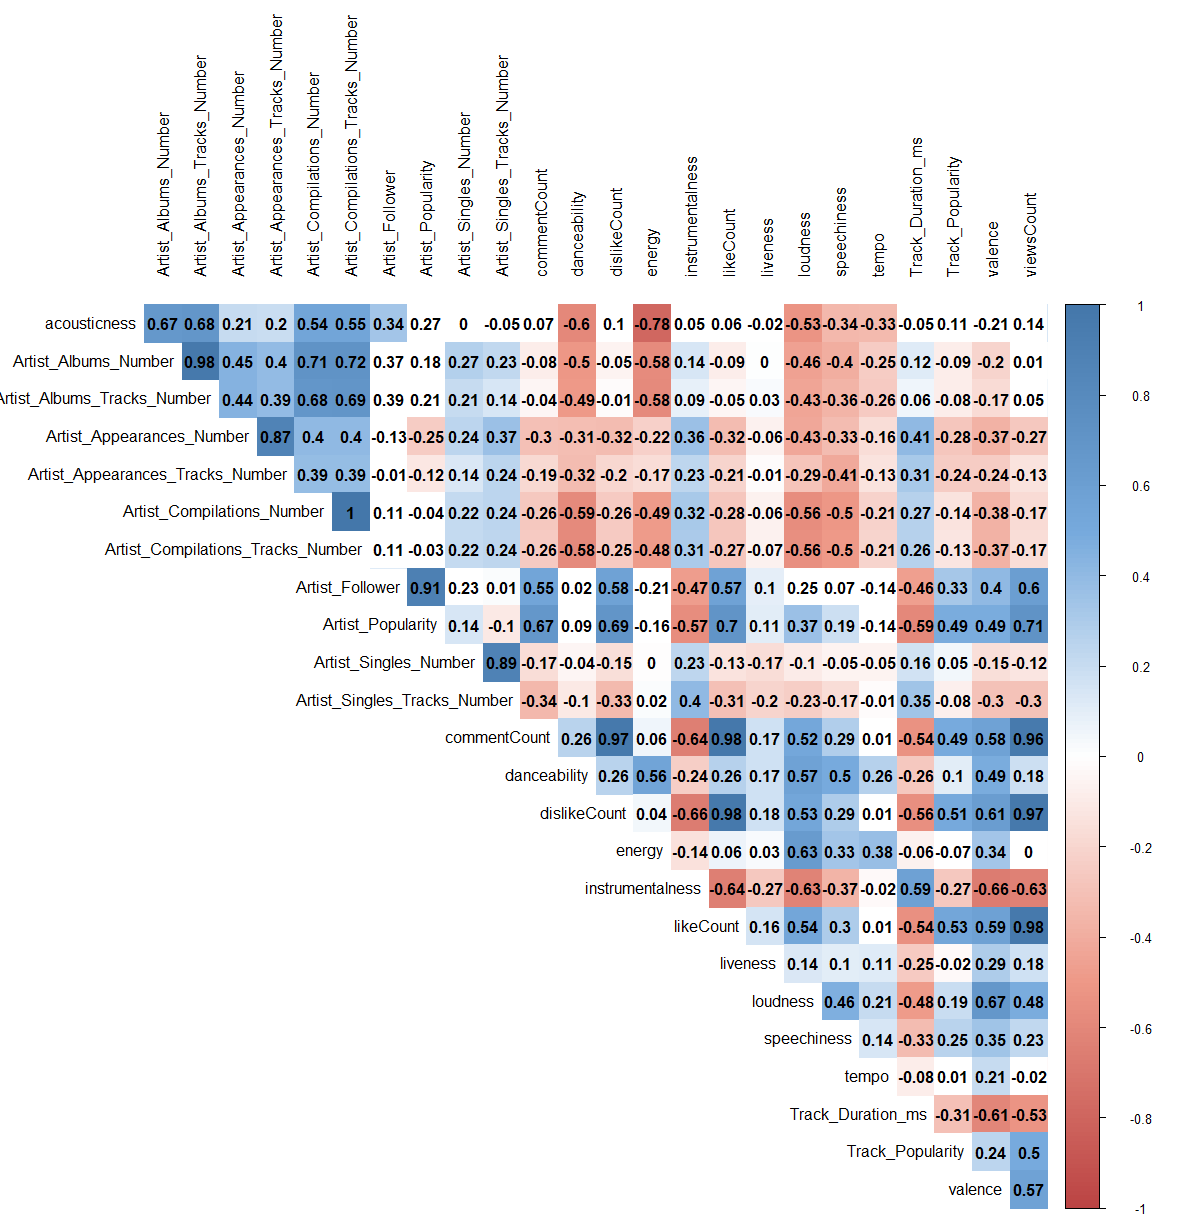 Artist_Albums_Number
Artist_Albums_Tracks_Number
Artist_Appearances_Number
Artist_Appearances_Tracks_Number
Artist_Compilations_Number
Artist_Compilations_Tracks_Number
Artist_Follower
Artist_Popularity
Artist_Singles_Number
Artist_Singles_Tracks_Number
commentCount
danceability
dislikeCount
energy
instrumentalness
likeCount
liveness
loudness
speechiness
tempo
Track_Duration_ms
Track_Popularity
valence
viewsCount
acousticness 0.67 0.68 0.21 0.2 0.54 0.55 0.34 0.27 0 -0.05 0.07 -0.6 0.1 -0.78 0.05 0.06 -0.02 -0.53 -0.34 -0.33 -0.05 0.11 -0.21 0.14
Artist_Albums_Number 0.98 0.45 0.4 0.71 0.72 0.37 0.18 0.27 0.23 -0.08 -0.5 -0.05 -0.58 0.14 -0.09 0 -0.46 -0.4 -0.25 0.12 -0.09 -0.2 0.01
Artist_Albums_Tracks_Number 0.44 0.39 0.68 0.69 0.39 0.21 0.21 0.14 -0.04 -0.49 -0.01 -0.58 0.09 -0.05 0.03 -0.43 -0.36 -0.26 0.06 -0.08 -0.17 0.05
Artist_Appearances_Number 0.87 0.4 0.4 -0.13 -0.25 0.24 0.37 -0.3 -0.31 -0.32 -0.22 0.36 -0.32 -0.06 -0.43 -0.33 -0.16 0.41 -0.28 -0.37 -0.27
Artist_Appearances_Tracks_Number 0.39 0.39 -0.01 -0.12 0.14 0.24 -0.19 -0.32 -0.2 -0.17 0.23 -0.21 -0.01 -0.29 -0.41 -0.13 0.31 -0.24 -0.24 -0.13
Artist_Compilations_Number 1 0.11 -0.04 0.22 0.24 -0.26 -0.59 -0.26 -0.49 0.32 -0.28 -0.06 -0.56 -0.5 -0.21 0.27 -0.14 -0.38 -0.17
Artist_Compilations_Tracks_Number 0.11 -0.03 0.22 0.24 -0.26 -0.58 -0.25 -0.48 0.31 -0.27 -0.07 -0.56 -0.5 -0.21 0.26 -0.13 -0.37 -0.17
Artist_Follower 0.91 0.23 0.01 0.55 0.02 0.58 -0.21 -0.47 0.57 0.1 0.25 0.07 -0.14 -0.46 0.33 0.4 0.6
Artist_Popularity 0.14 -0.1 0.67 0.09 0.69 -0.16 -0.57 0.7 0.11 0.37 0.19 -0.14 -0.59 0.49 0.49 0.71
Artist_Singles_Number 0.89 -0.17 -0.04 -0.15 0 0.23 -0.13 -0.17 -0.1 -0.05 -0.05 0.16 0.05 -0.15 -0.12
Artist_Singles_Tracks_Number -0.34 -0.1 -0.33 0.02 0.4 -0.31 -0.2 -0.23 -0.17 -0.01 0.35 -0.08 -0.3 -0.3
commentCount 0.26 0.97 0.06 -0.64 0.98 0.17 0.52 0.29 0.01 -0.54 0.49 0.58 0.96
danceability 0.26 0.56 -0.24 0.26 0.17 0.57 0.5 0.26 -0.26 0.1 0.49 0.18
dislikeCount 0.04 -0.66 0.98 0.18 0.53 0.29 0.01 -0.56 0.51 0.61 0.97
energy -0.14 0.06 0.03 0.63 0.33 0.38 -0.06 -0.07 0.34 0
instrumentalness -0.64 -0.27 -0.63 -0.37 -0.02 0.59 -0.27 -0.66 -0.63
likeCount 0.16 0.54 0.3 0.01 -0.54 0.53 0.59 0.98
liveness 0.14 0.1 0.11 -0.25 -0.02 0.29 0.18
loudness 0.46 0.21 -0.48 0.19 0.67 0.48
speechiness 0.14 -0.33 0.25 0.35 0.23
tempo -0.08 0.01 0.21 -0.02
Track_Duration_ms -0.31 -0.61 -0.53
Track_Popularity 0.24 0.5
valence 0.57
1
0.8
0.6
0.4
0.2
0
-0.2
-0.4
-0.6
-0.8
-1